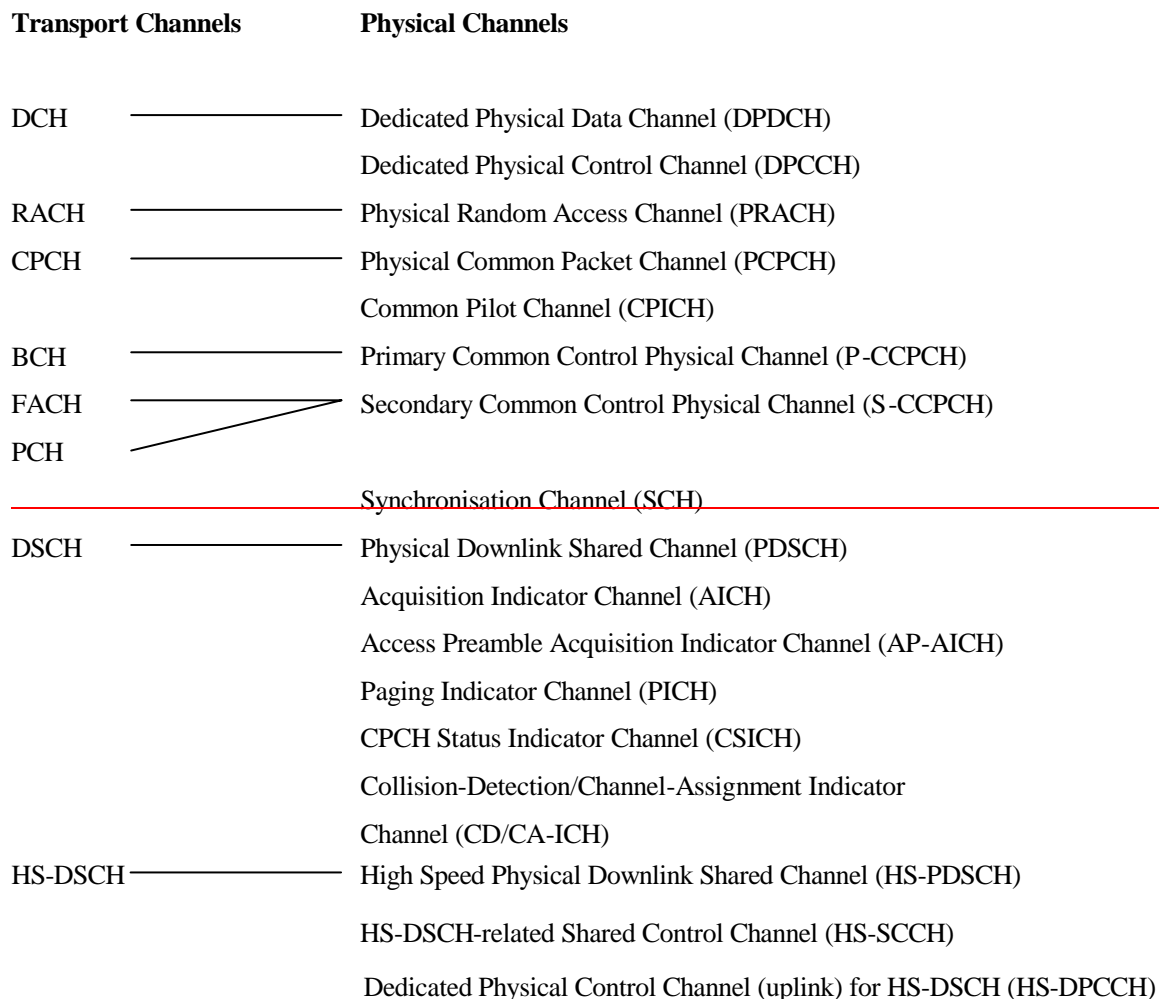 Transport Channels Physical Channels
DCH Dedicated Physical Data Channel (DPDCH)
Dedicated Physical Control Channel (DPCCH)
RACH Physical Random Access Channel (PRACH)
CPCH Physical Common Packet Channel (PCPCH)
Common Pilot Channel (CPICH)
BCH Primary Common Control Physical Channel (P-CCPCH)
FACH Secondary Common Control Physical Channel (S-CCPCH)
PCH
Synchronisation Channel (SCH)
DSCH Physical Downlink Shared Channel (PDSCH)
Acquisition Indicator Channel (AICH)
Access Preamble Acquisition Indicator Channel (AP-AICH)
Paging Indicator Channel (PICH)
CPCH Status Indicator Channel (CSICH)
Collision-Detection/Channel-Assignment Indicator
Channel (CD/CA-ICH)
HS-DSCH High Speed Physical Downlink Shared Channel (HS-PDSCH)
HS-DSCH-related Shared Control Channel (HS-SCCH)
Dedicated Physical Control Channel (uplink) for HS-DSCH (HS-DPCCH)